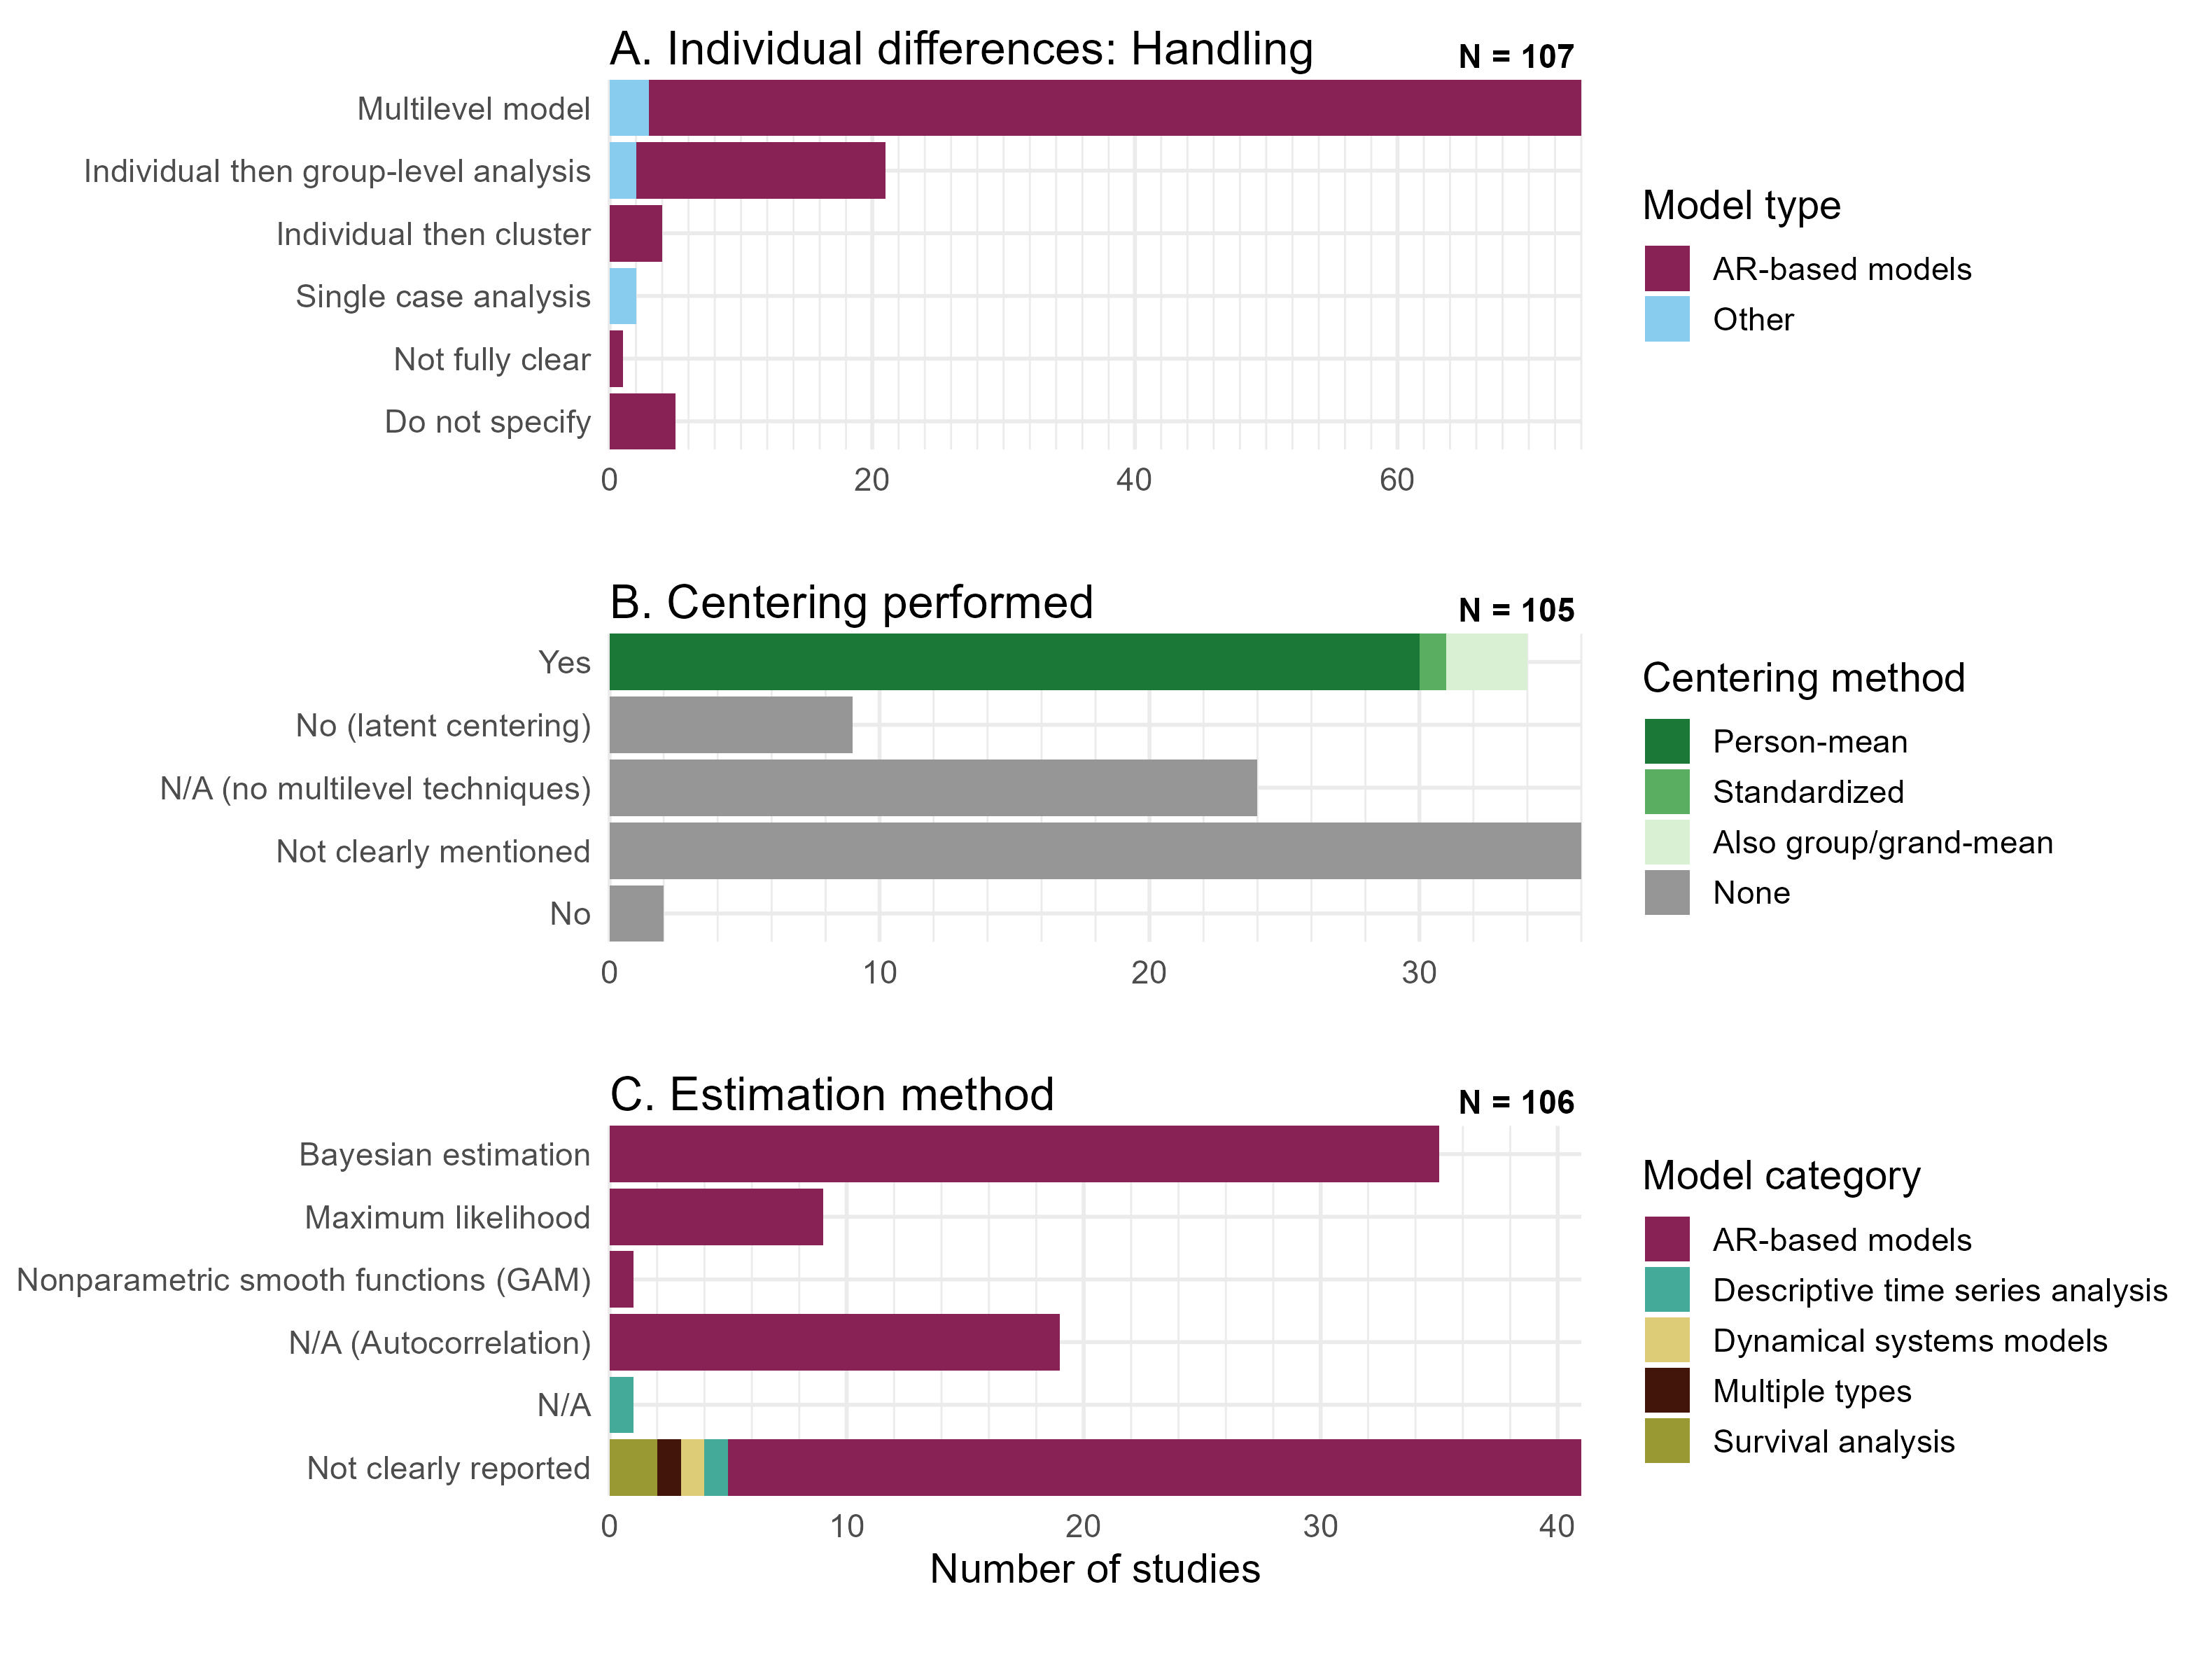 A. Individual differences: Handling
N = 107
Multilevel model
Individual then group-level analysis
Individual then cluster
Single case analysis
Not fully clear
Do not specify
0 20 40 60
Model type
AR-based models
Other
B. Centering performed
N = 105
Yes
No (latent centering)
N/A (no multilevel techniques)
Not clearly mentioned
No
0 10 20 30
Centering method
Person-mean
Standardized
Also group/grand-mean
None
C. Estimation method
N = 106
Bayesian estimation
Maximum likelihood
Nonparametric smooth functions (GAM)
N/A (Autocorrelation)
N/A
Not clearly reported
0 10 20 30 40
Number of studies
Model category
AR-based models
Descriptive time series analysis
Dynamical systems models
Multiple types
Survival analysis